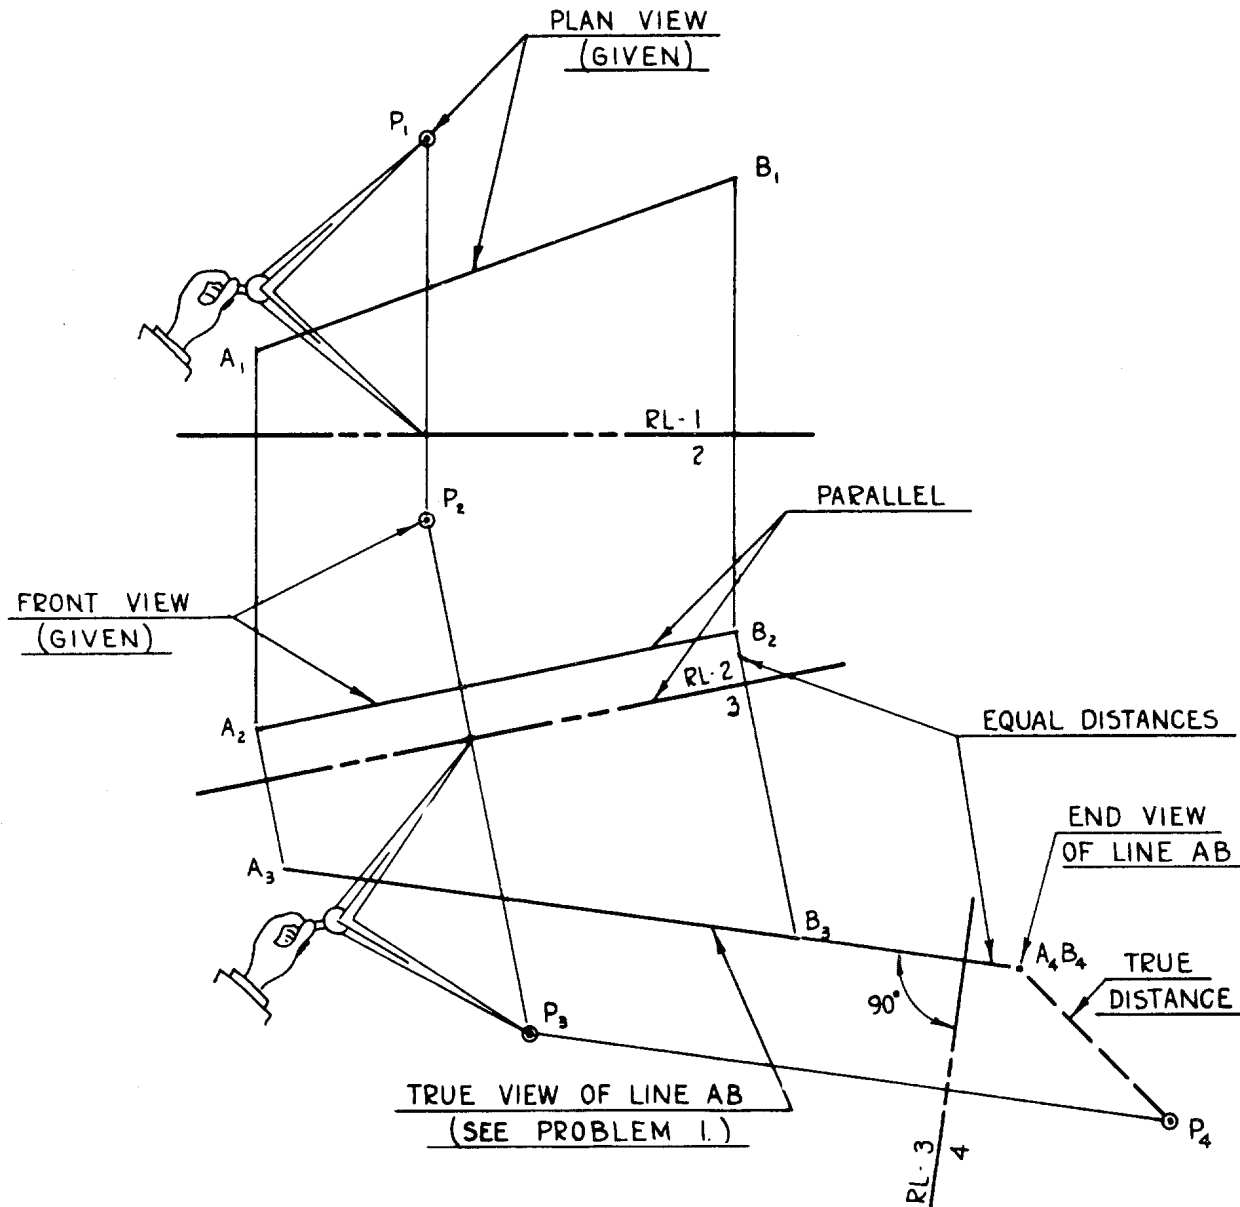 PLAN VIEW
(GIVEN)
P₁
B₁
A₁
RL-1
2
P₂
PARALLEL
FRONT VIEW
(GIVEN)
B₂
RL-2
3
A₂
EQUAL DISTANCES
END VIEW
OF LINE AB
A₃
B₃
A₄B₄
TRUE
DISTANCE
90°
P₃
TRUE VIEW OF LINE AB
(SEE PROBLEM 1.)
P₄
RL-3
4